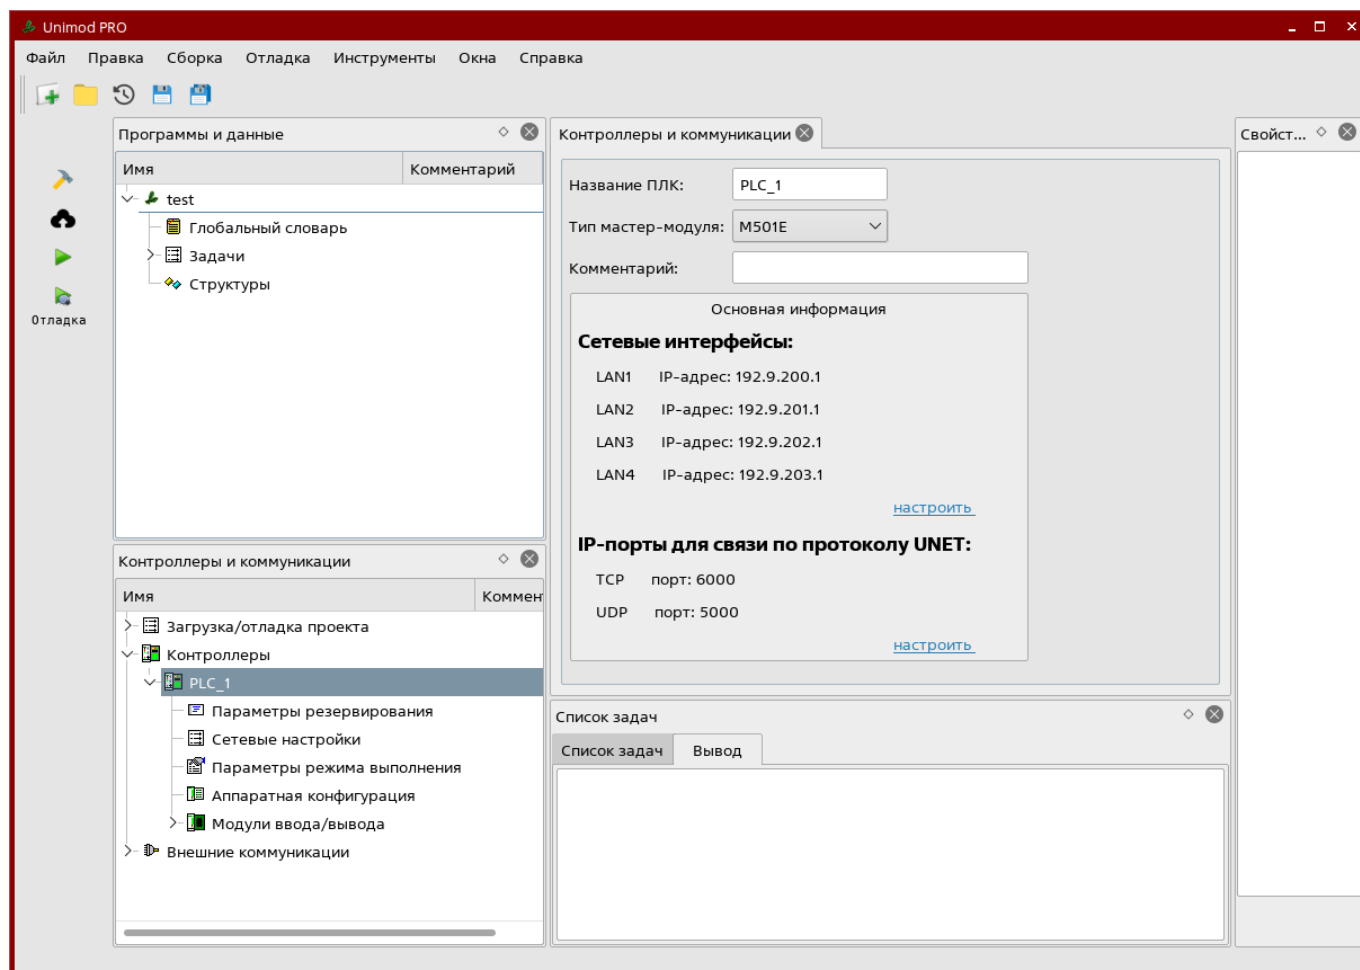 Unimod PRO
Файл Правка Сборка Отладка Инструменты Окна Справка
Отладка
Программы и данные
Имя Комментарий
test
Глобальный словарь
Задачи
Структуры
Контроллеры и коммуникации
Имя Коммен
Загрузка/отладка проекта
Контроллеры
PLC_1
Параметры резервирования
Сетевые настройки
Параметры режима выполнения
Аппаратная конфигурация
Модули ввода/вывода
Внешние коммуникации
Контроллеры и коммуникации
Название ПЛК: PLC_1
Тип мастер-модуля: M501E
Комментарий:
Основная информация
Сетевые интерфейсы:
LAN1 IP-адрес: 192.9.200.1
LAN2 IP-адрес: 192.9.201.1
LAN3 IP-адрес: 192.9.202.1
LAN4 IP-адрес: 192.9.203.1
настроить
IP-порты для связи по протоколу UNET:
TCP порт: 6000
UDP порт: 5000
настроить
Список задач
Список задач Вывод
Свойст...